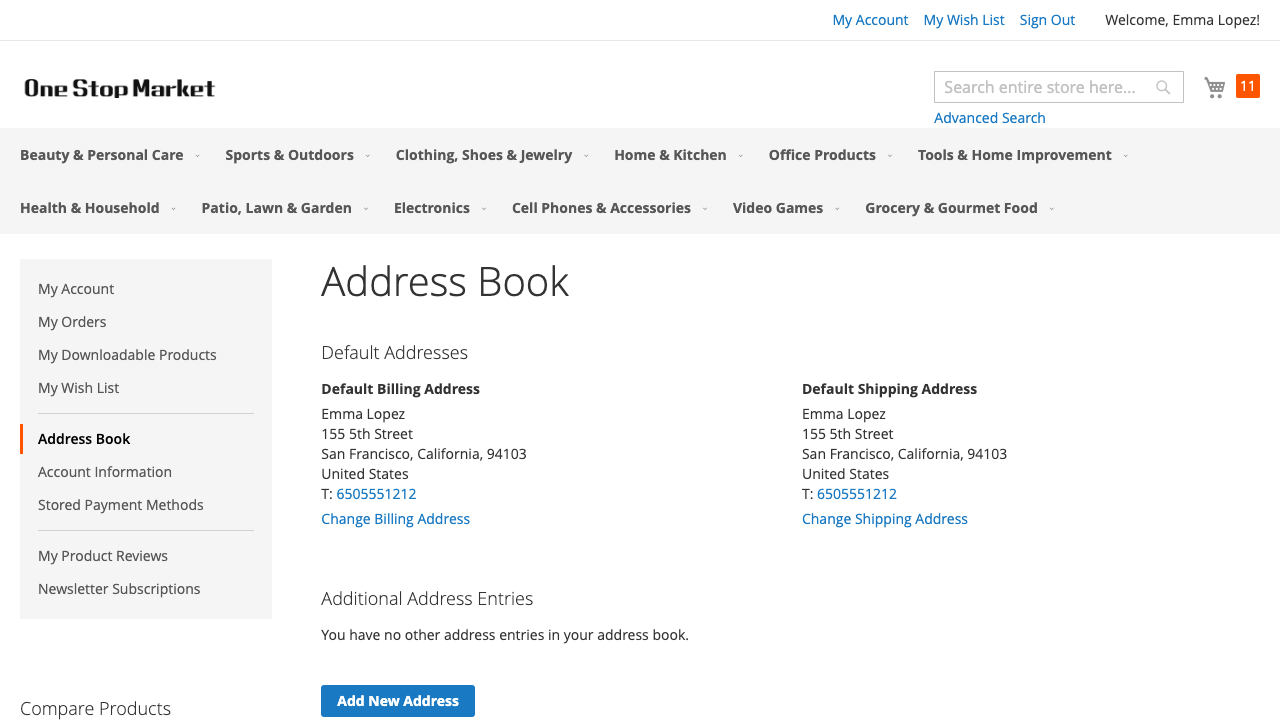 My Account My Wish List Sign Out Welcome, Emma Lopez!
One Stop Market
Search entire store here...
11
Advanced Search
Beauty & Personal Care Sports & Outdoors Clothing, Shoes & Jewelry Home & Kitchen Office Products Tools & Home Improvement
Health & Household Patio, Lawn & Garden Electronics Cell Phones & Accessories Video Games Grocery & Gourmet Food
My Account
My Orders
My Downloadable Products
My Wish List
Address Book
Account Information
Stored Payment Methods
My Product Reviews
Newsletter Subscriptions
Compare Products
Address Book
Default Addresses
Default Billing Address
Emma Lopez
155 5th Street
San Francisco, California, 94103
United States
T: 6505551212
Change Billing Address
Default Shipping Address
Emma Lopez
155 5th Street
San Francisco, California, 94103
United States
T: 6505551212
Change Shipping Address
Additional Address Entries
You have no other address entries in your address book.
Add New Address